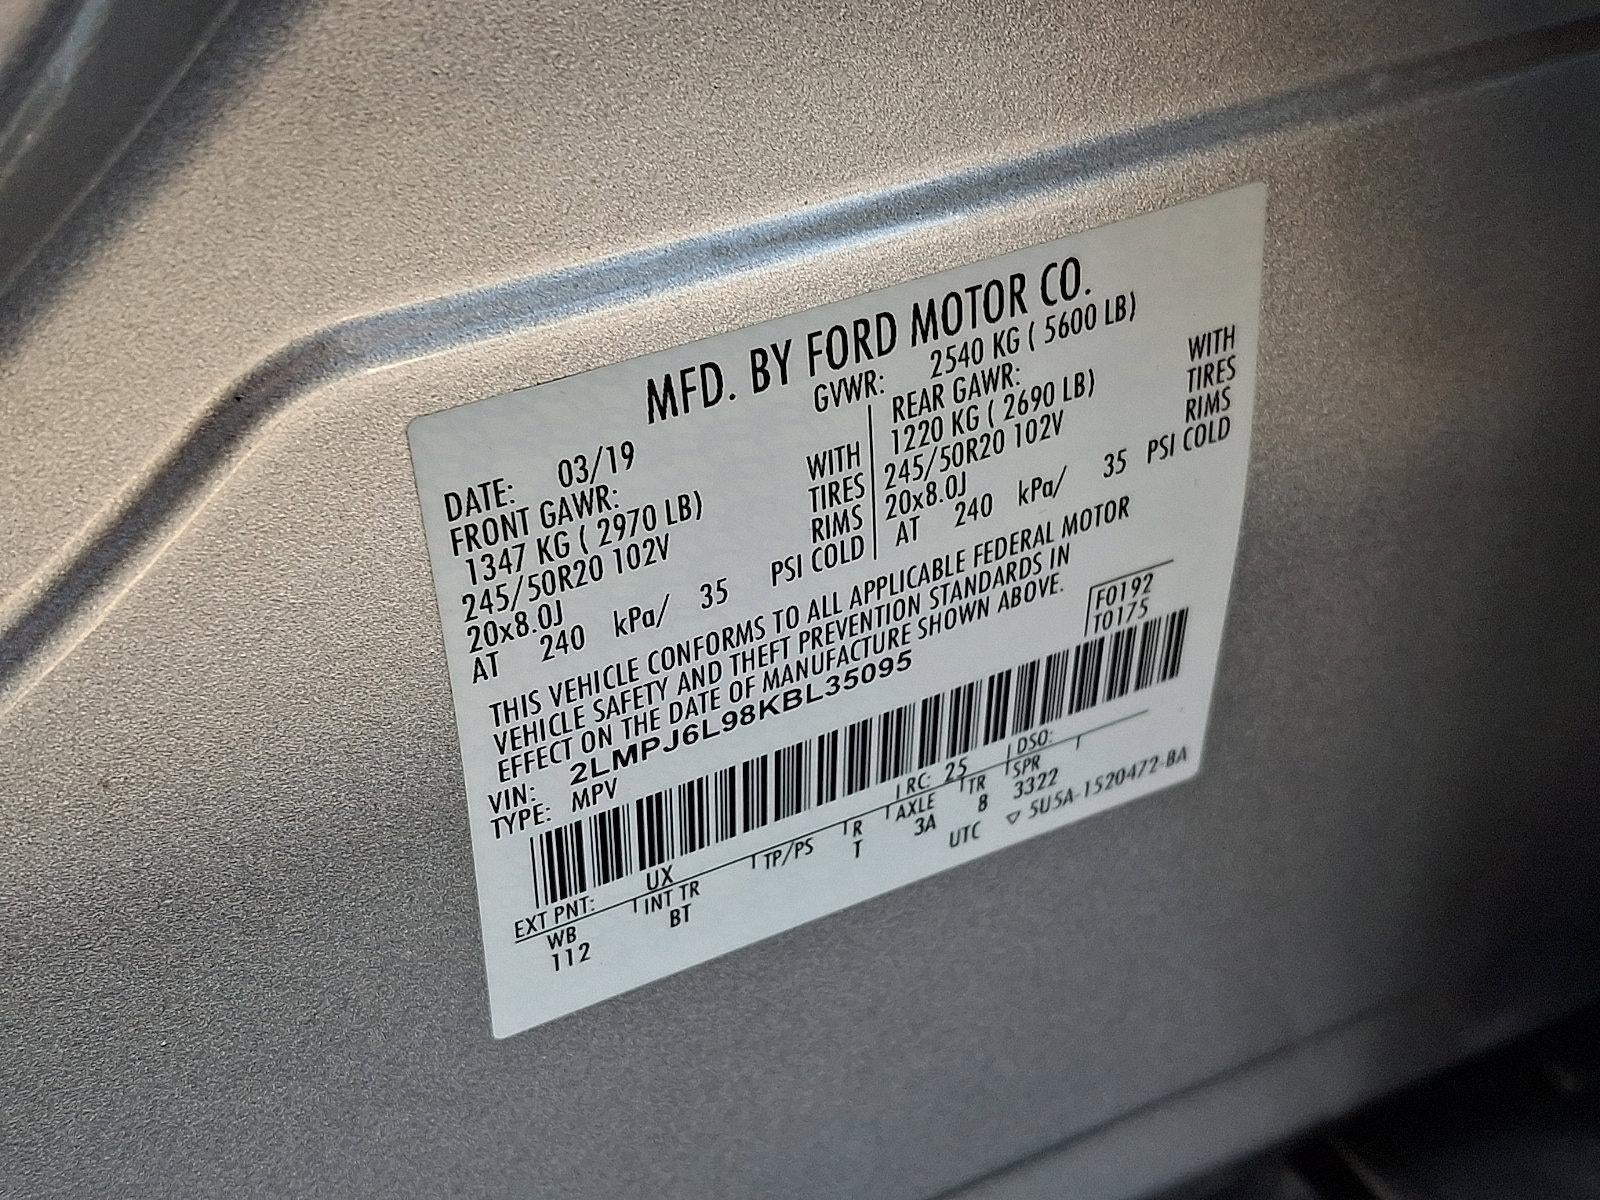 MFD. BY FORD MOTOR CO.
DATE: 03/19 GVWR: 2540 KG ( 5600 LB)
FRONT GAWR: REAR GAWR:
1347 KG ( 2970 LB) WITH 1220 KG ( 2690 LB) WITH
245/50R20 102V TIRES 245/50R20 102V TIRES
20x8.0J RIMS 20x8.0J RIMS
AT 240 kPa/ 35 PSI COLD AT 240 kPa/ 35 PSI COLD
THIS VEHICLE CONFORMS TO ALL APPLICABLE FEDERAL MOTOR
VEHICLE SAFETY AND THEFT PREVENTION STANDARDS IN
EFFECT ON THE DATE OF MANUFACTURE SHOWN ABOVE.
VIN: 2LMPJ6L98KBL35095 F0192
TYPE: MPV T0175
EXT PNT: UX RC: 25 DSO:
WB INT TR TP/PS R AXLE TR SPR
112 BT T 3A 8 3322
UTC ▽ 5U5A-1520472-BA